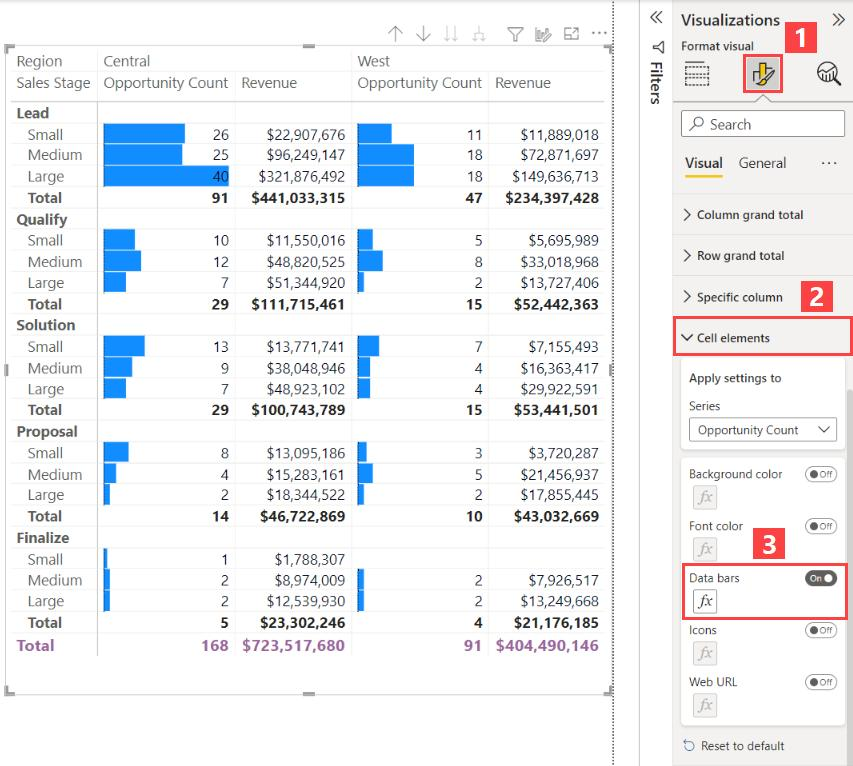 Region Central West
Sales Stage Opportunity Count Revenue Opportunity Count Revenue
Lead
Small 26 $22,907,676 11 $11,889,018
Medium 25 $96,249,147 18 $72,871,697
Large 40 $321,876,492 18 $149,636,713
Total 91 $441,033,315 47 $234,397,428
Qualify
Small 10 $11,550,016 5 $5,695,989
Medium 12 $48,820,525 8 $33,018,968
Large 7 $51,344,920 2 $13,727,406
Total 29 $111,715,461 15 $52,442,363
Solution
Small 13 $13,771,741 7 $7,155,493
Medium 9 $38,048,946 4 $16,363,417
Large 7 $48,923,102 4 $29,922,591
Total 29 $100,743,789 15 $53,441,501
Proposal
Small 8 $13,095,186 3 $3,720,287
Medium 4 $15,283,161 5 $21,456,937
Large 2 $18,344,522 2 $17,855,445
Total 14 $46,722,869 10 $43,032,669
Finalize
Small 1 $1,788,307
Medium 2 $8,974,009 2 $7,926,517
Large 2 $12,539,930 2 $13,249,668
Total 5 $23,302,246 4 $21,176,185
Total 168 $723,517,680 91 $404,490,146
Filters
Visualizations
Format visual
1
Search
Visual General
Column grand total
Row grand total
Specific column
2
Cell elements
Apply settings to
Series
Opportunity Count
Background color Off
fx
Font color Off
fx
3
Data bars On
fx
Icons Off
fx
Web URL Off
fx
Reset to default